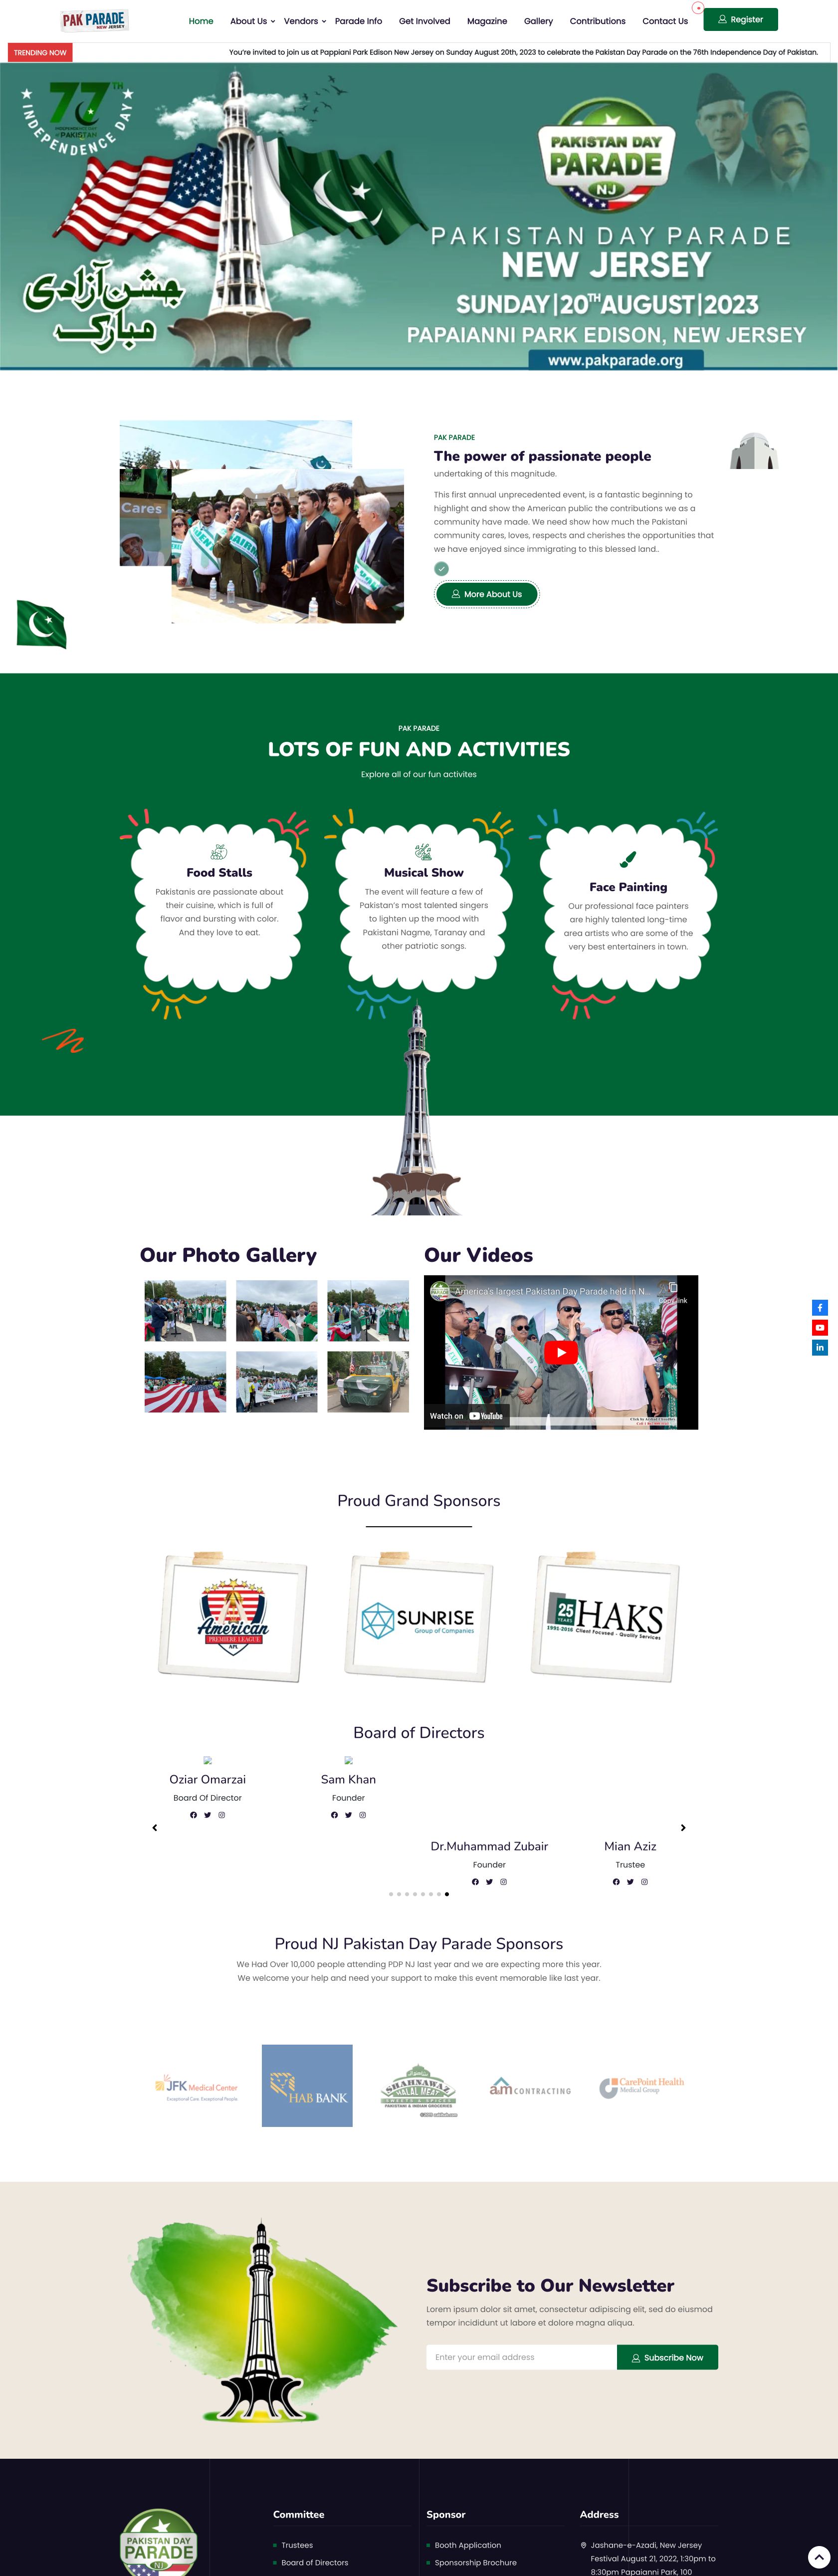 PAK PARADE
NEW JERSEY
Home
About Us
Vendors
Parade Info
Get Involved
Magazine
Gallery
Contributions
Contact Us
Register
TRENDING NOW
You're invited to join us at Pappiani Park Edison New Jersey on Sunday August 20th, 2023 to celebrate the Pakistan Day Parade on the 76th Independence Day of Pakistan.
77TH
INDEPENDENCE DAY
OF PAKISTAN
INDEPENDENCE DAY
جشن آزادی
مبارک
PAKISTAN DAY
PARADE
NJ
PAKISTAN DAY PARADE
NEW JERSEY
SUNDAY|20TH AUGUST|2023
PAPAIANNI PARK EDISON, NEW JERSEY
www.pakparade.org
Cares
PAK PARADE
The power of passionate people
undertaking of this magnitude.
This first annual unprecedented event, is a fantastic beginning to
highlight and show the American public the contributions we as a
community have made. We need show how much the Pakistani
community cares, loves, respects and cherishes the opportunities that
we have enjoyed since immigrating to this blessed land..
More About Us
PAK PARADE
LOTS OF FUN AND ACTIVITIES
Explore all of our fun activites
Food Stalls
Pakistanis are passionate about
their cuisine, which is full of
flavor and bursting with color.
And they love to eat.
Musical Show
The event will feature a few of
Pakistan's most talented singers
to lighten up the mood with
Pakistani Nagme, Taranay and
other patriotic songs.
Face Painting
Our professional face painters
are highly talented long-time
area artists who are some of the
very best entertainers in town.
Our Photo Gallery
Our Videos
America's largest Pakistan Day Parade held in N...
Copy link
Watch on YouTube
Proud Grand Sponsors
American
PREMIERE LEAGUE
APL
SUNRISE
Group of Companies
25
YEARS
1991-2016
HAKS
Client Focused - Quality Services
Board of Directors
Oziar Omarzai
Board Of Director
Sam Khan
Founder
Dr.Muhammad Zubair
Founder
Mian Aziz
Trustee
Proud NJ Pakistan Day Parade Sponsors
We Had Over 10,000 people attending PDP NJ last year and we are expecting more this year.
We welcome your help and need your support to make this event memorable like last year.
JFK Medical Center
Exceptional Care. Exceptional People.
HAB BANK
SHAHNAWAZ
HALAL MEAT
SWEETS & SPICES
PAKISTANI & INDIAN GROCERIES
am CONTRACTING
CarePoint Health
Medical Group
Subscribe to Our Newsletter
Lorem ipsum dolor sit amet, consectetur adipiscing elit, sed do eiusmod
tempor incididunt ut labore et dolore magna aliqua.
Enter your email address
Subscribe Now
PAKISTAN DAY
PARADE
NJ
Committee
Trustees
Board of Directors
Sponsor
Booth Application
Sponsorship Brochure
Address
Jashane-e-Azadi, New Jersey
Festival August 21, 2022, 1:30pm to
8:30pm Papaianni Park, 100